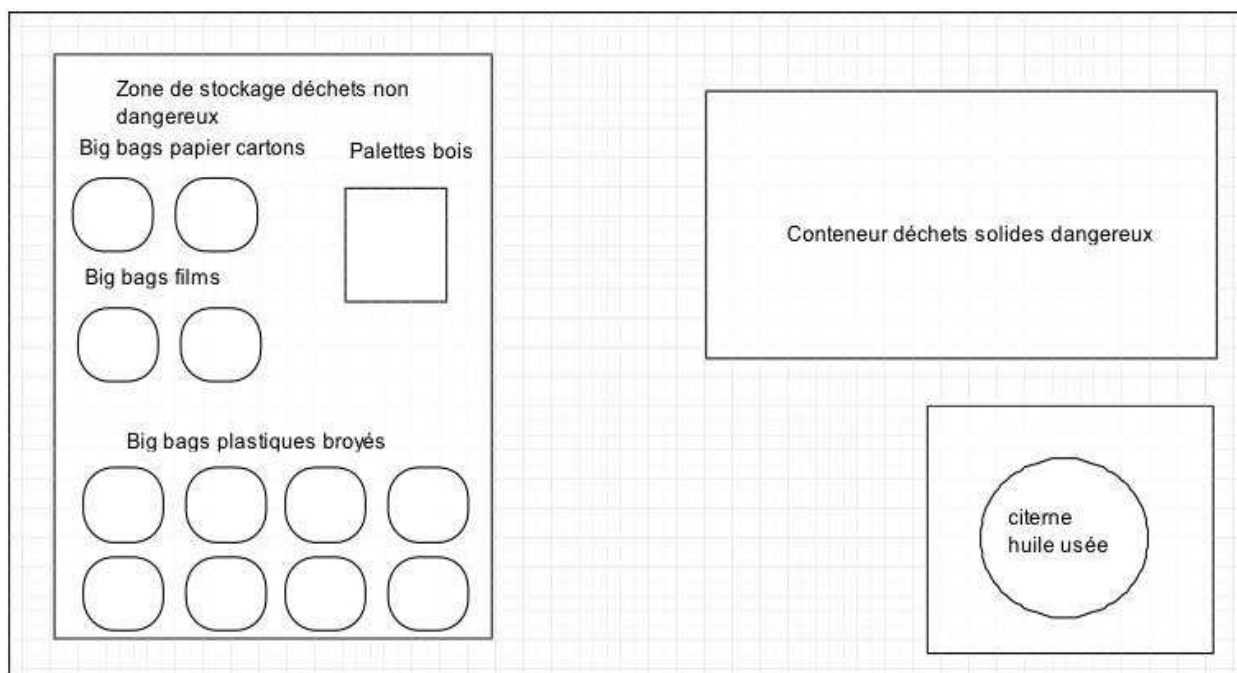 Zone de stockage déchets non
dangereux
Big bags papier cartons
Palettes bois
Big bags films
Big bags plastiques broyés
Conteneur déchets solides dangereux
citerne
huile usée